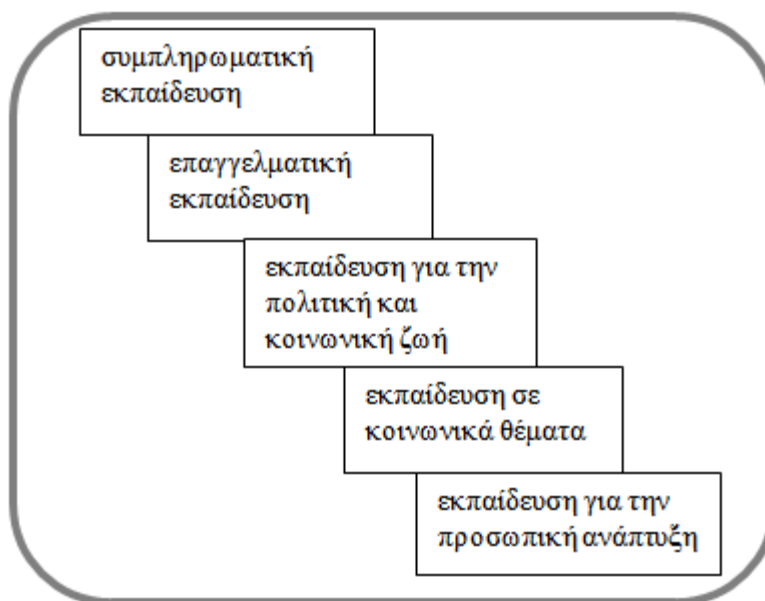 συμπληρωματική
εκπαίδευση
επαγγελματική
εκπαίδευση
εκπαίδευση για την
πολιτική και
κοινωνική ζωή
εκπαίδευση σε
κοινωνικά θέματα
εκπαίδευση για την
προσωπική ανάπτυξη